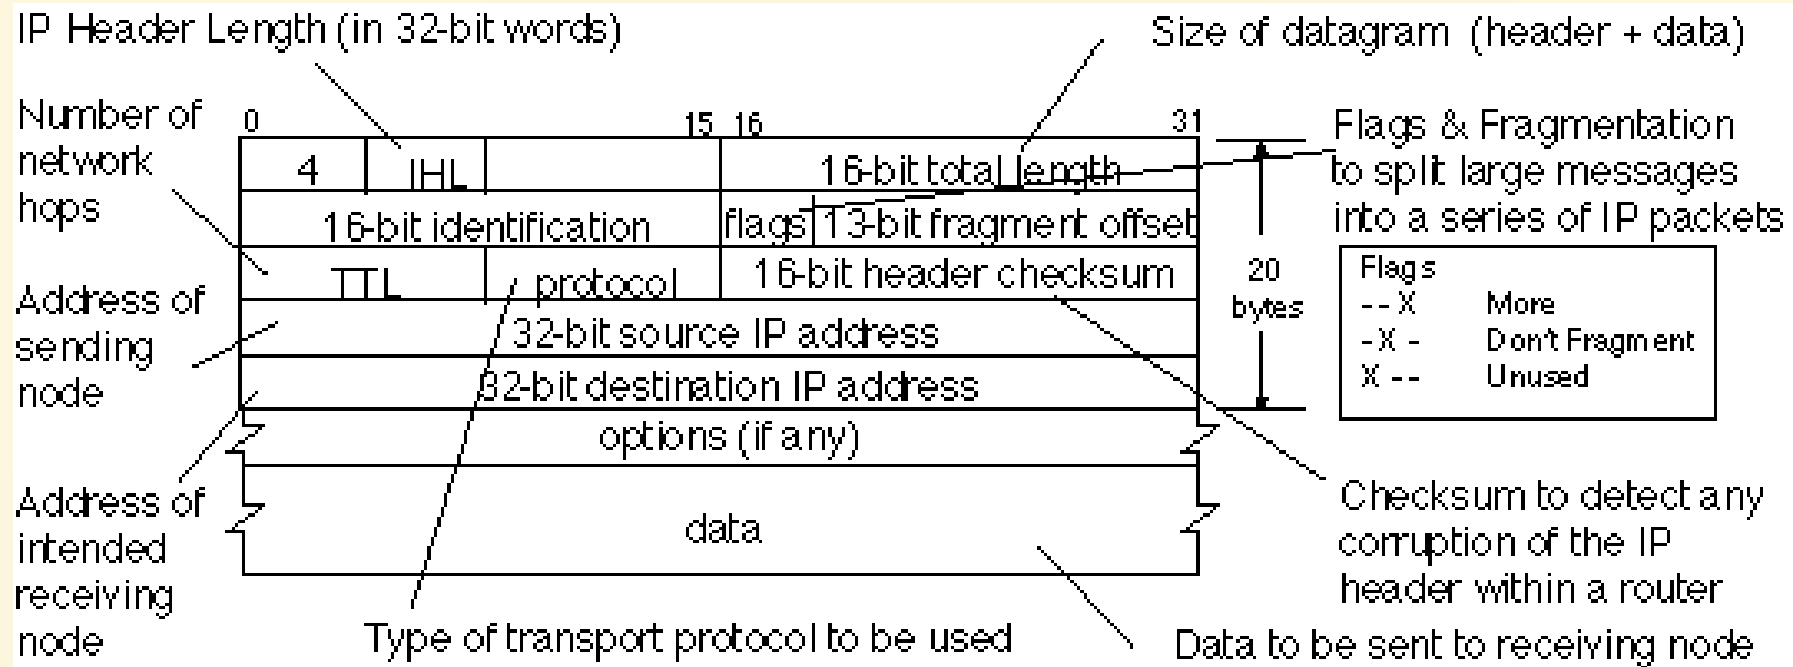 IP Header Length (in 32-bit words)
Size of datagram (header + data)
Number of
network
hops
0
15 16
31
Flags & Fragmentation
to split large messages
into a series of IP packets
4
IHL
16-bit total length
16-bit identification
flags
13-bit fragment offset
TTL
protocol
16-bit header checksum
20
bytes
Flags
- - X More
- X - Don't Fragment
X - - Unused
Address of
sending
node
32-bit source IP address
32-bit destination IP address
options (if any)
Address of
intended
receiving
node
data
Checksum to detect any
corruption of the IP
header within a router
Type of transport protocol to be used
Data to be sent to receiving node